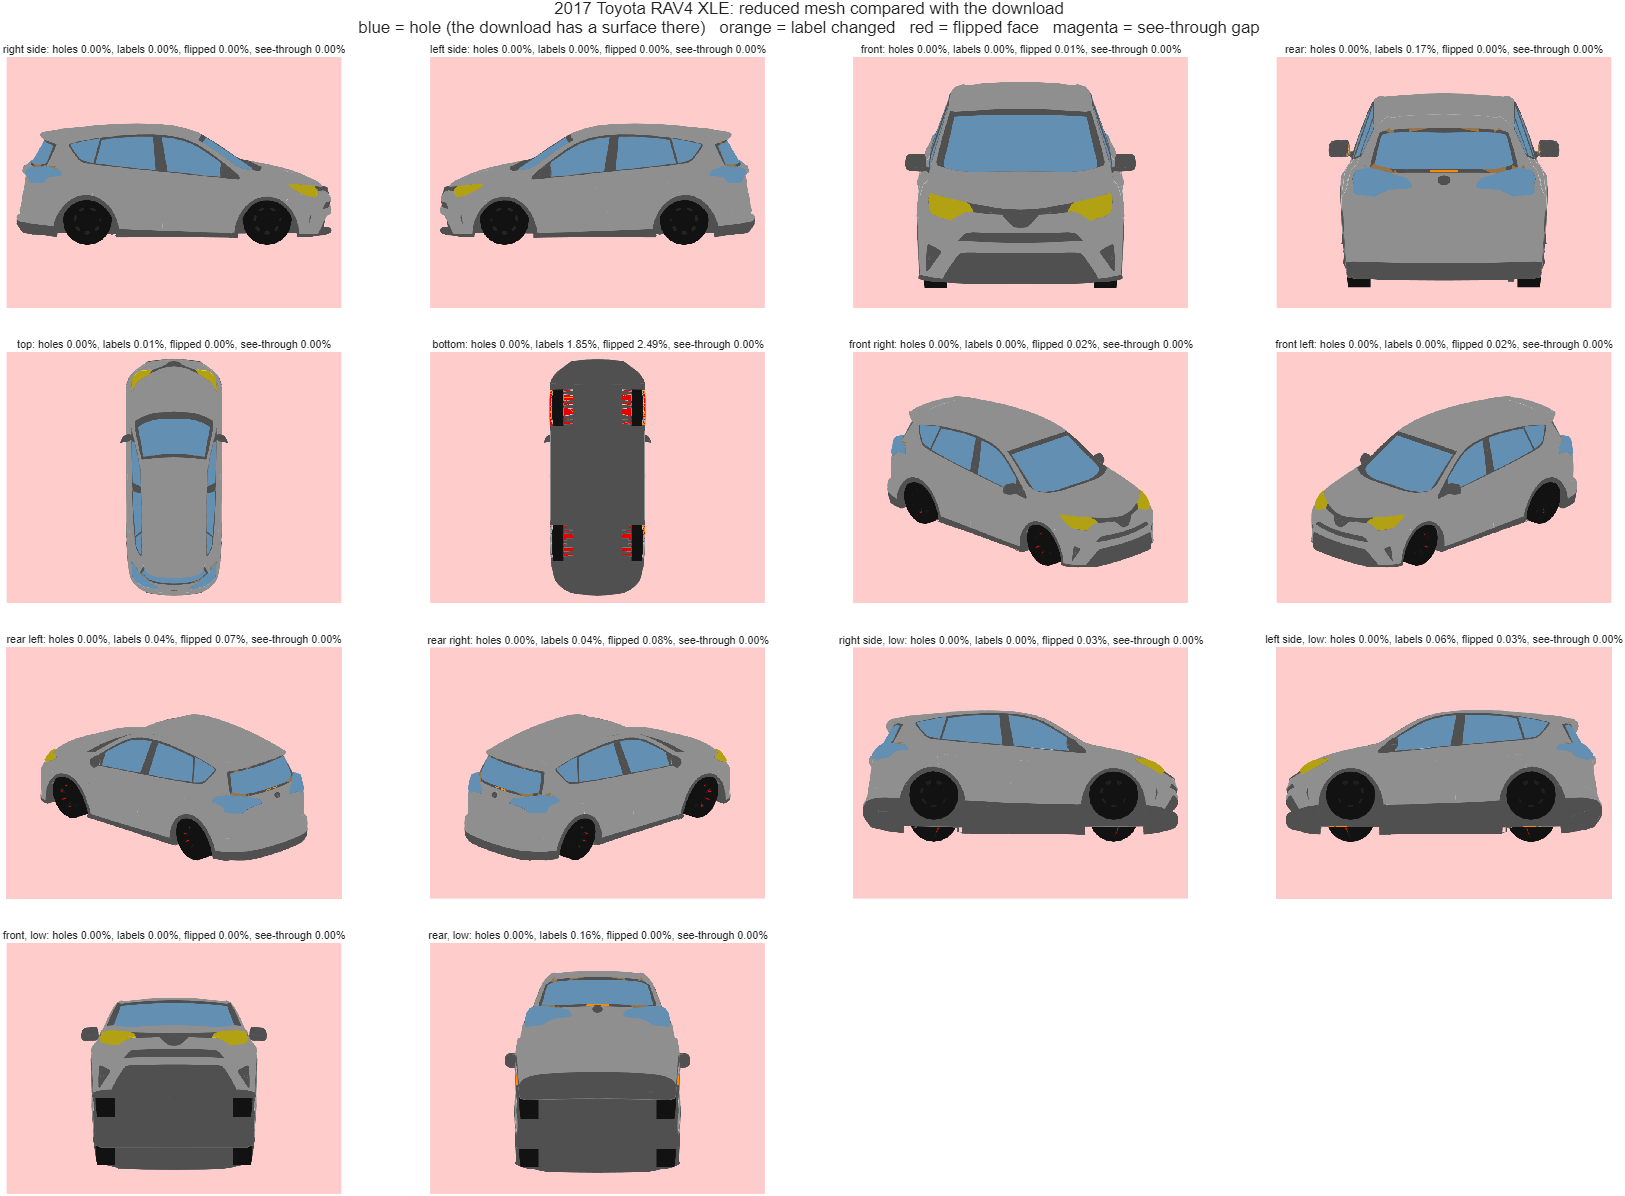 2017 Toyota RAV4 XLE: reduced mesh compared with the download
blue = hole (the download has a surface there)   orange = label changed   red = flipped face   magenta = see-through gap
right side: holes 0.00%, labels 0.00%, flipped 0.00%, see-through 0.00%
left side: holes 0.00%, labels 0.00%, flipped 0.00%, see-through 0.00%
front: holes 0.00%, labels 0.00%, flipped 0.01%, see-through 0.00%
rear: holes 0.00%, labels 0.17%, flipped 0.00%, see-through 0.00%
top: holes 0.00%, labels 0.01%, flipped 0.00%, see-through 0.00%
bottom: holes 0.00%, labels 1.85%, flipped 2.49%, see-through 0.00%
front right: holes 0.00%, labels 0.00%, flipped 0.02%, see-through 0.00%
front left: holes 0.00%, labels 0.00%, flipped 0.02%, see-through 0.00%
rear left: holes 0.00%, labels 0.04%, flipped 0.07%, see-through 0.00%
rear right: holes 0.00%, labels 0.04%, flipped 0.08%, see-through 0.00%
right side, low: holes 0.00%, labels 0.00%, flipped 0.03%, see-through 0.00%
left side, low: holes 0.00%, labels 0.06%, flipped 0.03%, see-through 0.00%
front, low: holes 0.00%, labels 0.00%, flipped 0.00%, see-through 0.00%
rear, low: holes 0.00%, labels 0.16%, flipped 0.00%, see-through 0.00%